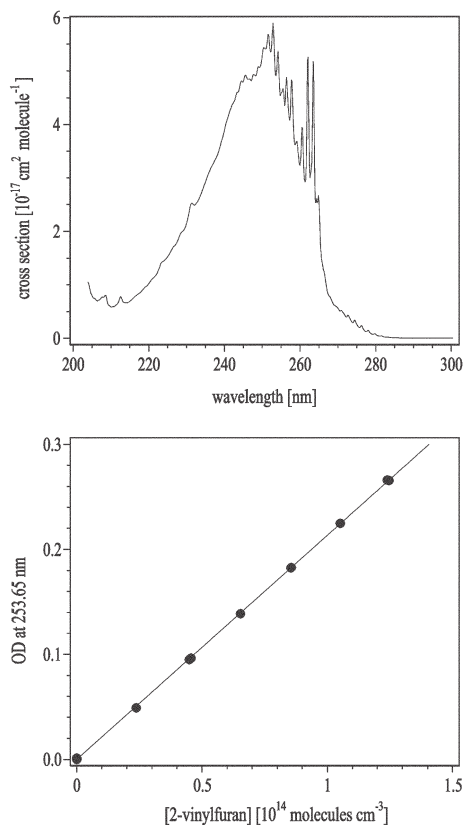 6
4
2
0
cross section [10⁻¹⁷ cm² molecule⁻¹]
200 220 240 260 280 300
wavelength [nm]
0.3
0.2
0.1
0.0
OD at 253.65 nm
0 0.5 1 1.5
[2-vinylfuran] [10¹⁴ molecules cm⁻³]